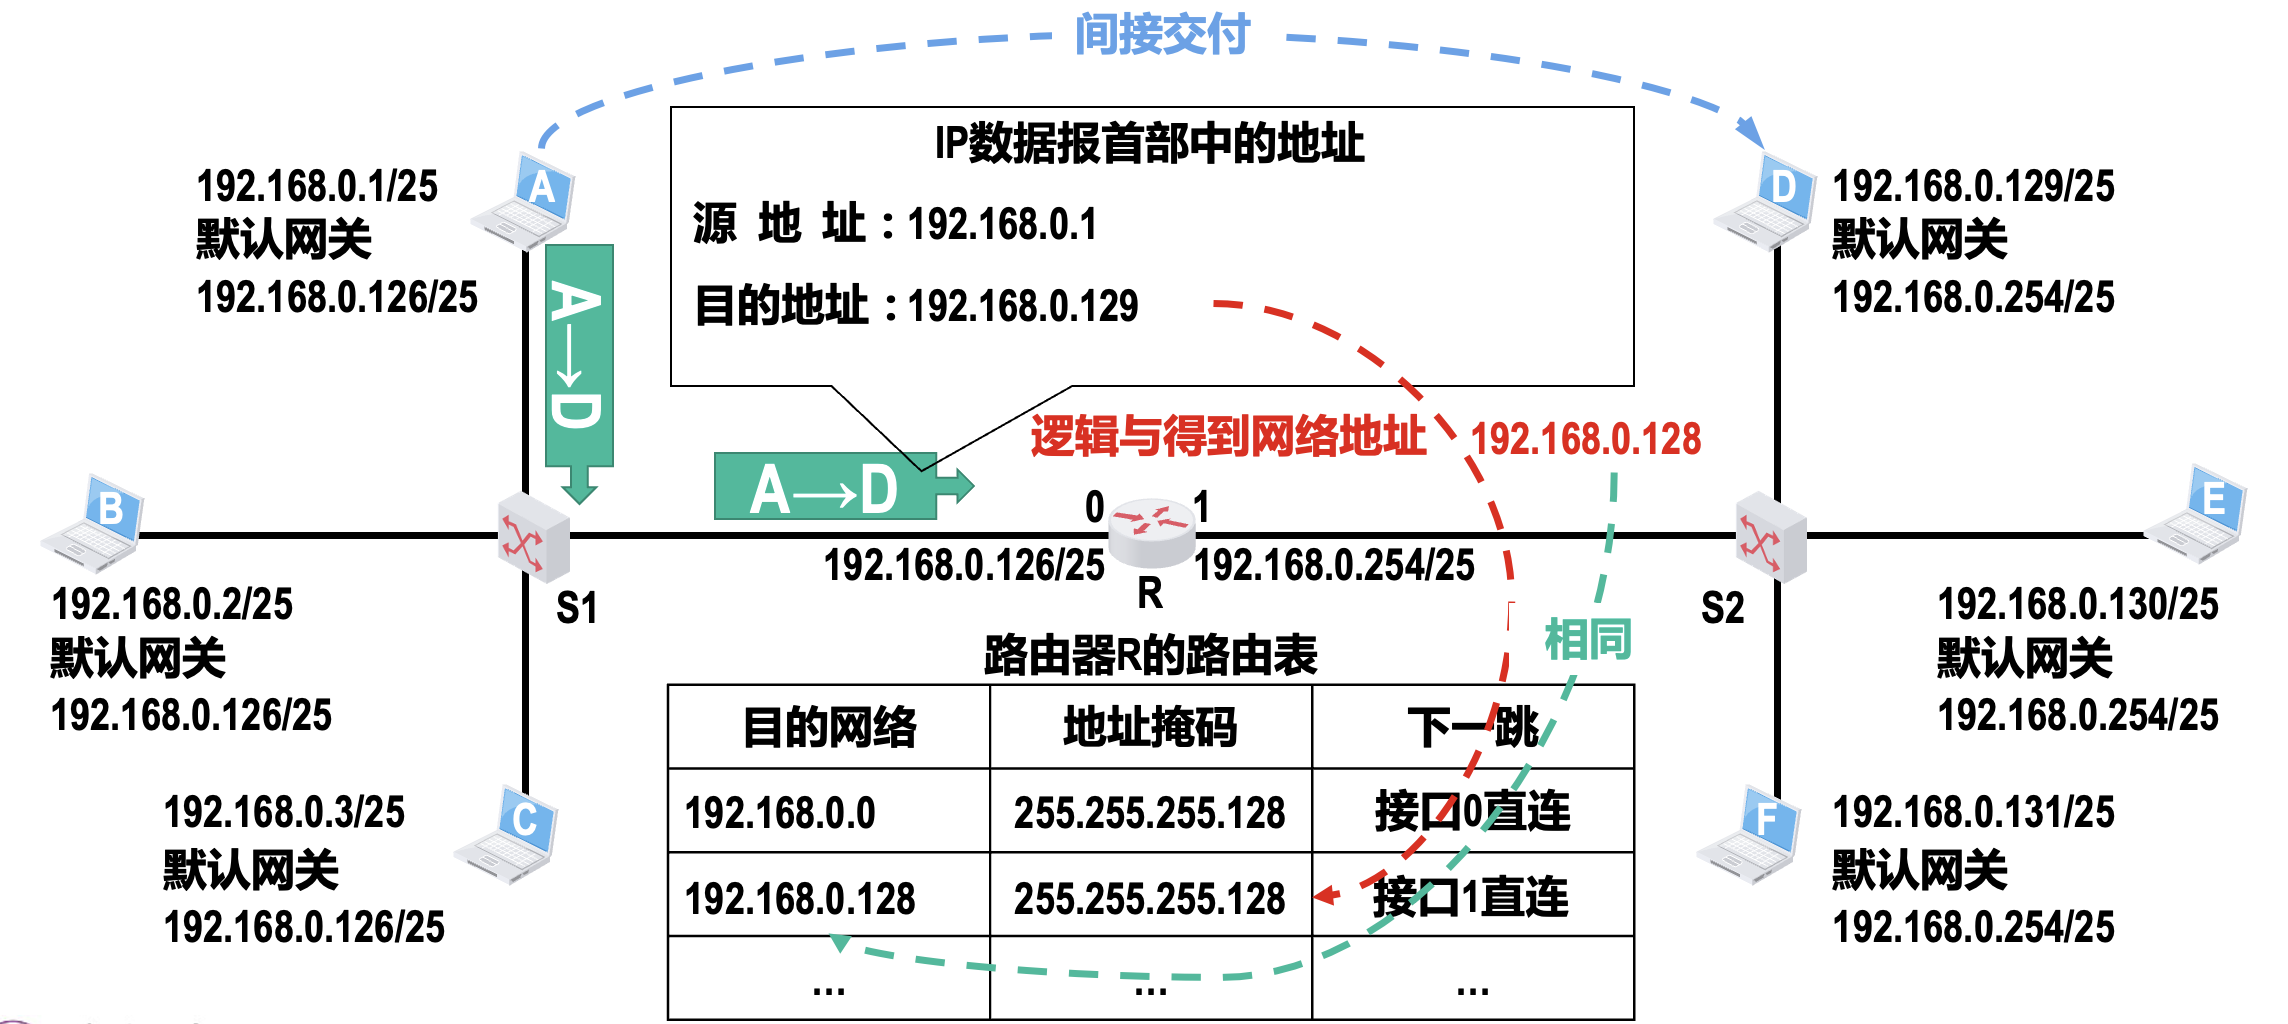 间接交付
IP数据报首部中的地址
源 地 址：192.168.0.1
目的地址：192.168.0.129
A
192.168.0.1/25
默认网关
192.168.0.126/25
D
192.168.0.129/25
默认网关
192.168.0.254/25
A→D
逻辑与得到网络地址 192.168.0.128
A→D
B
192.168.0.2/25
默认网关
192.168.0.126/25
S1
0
1
192.168.0.126/25
192.168.0.254/25
R
S2
E
192.168.0.130/25
默认网关
192.168.0.254/25
相同
C
192.168.0.3/25
默认网关
192.168.0.126/25
F
192.168.0.131/25
默认网关
192.168.0.254/25
路由器R的路由表
目的网络 地址掩码 下一跳
192.168.0.0 255.255.255.128 接口0直连
192.168.0.128 255.255.255.128 接口1直连
... ... ...